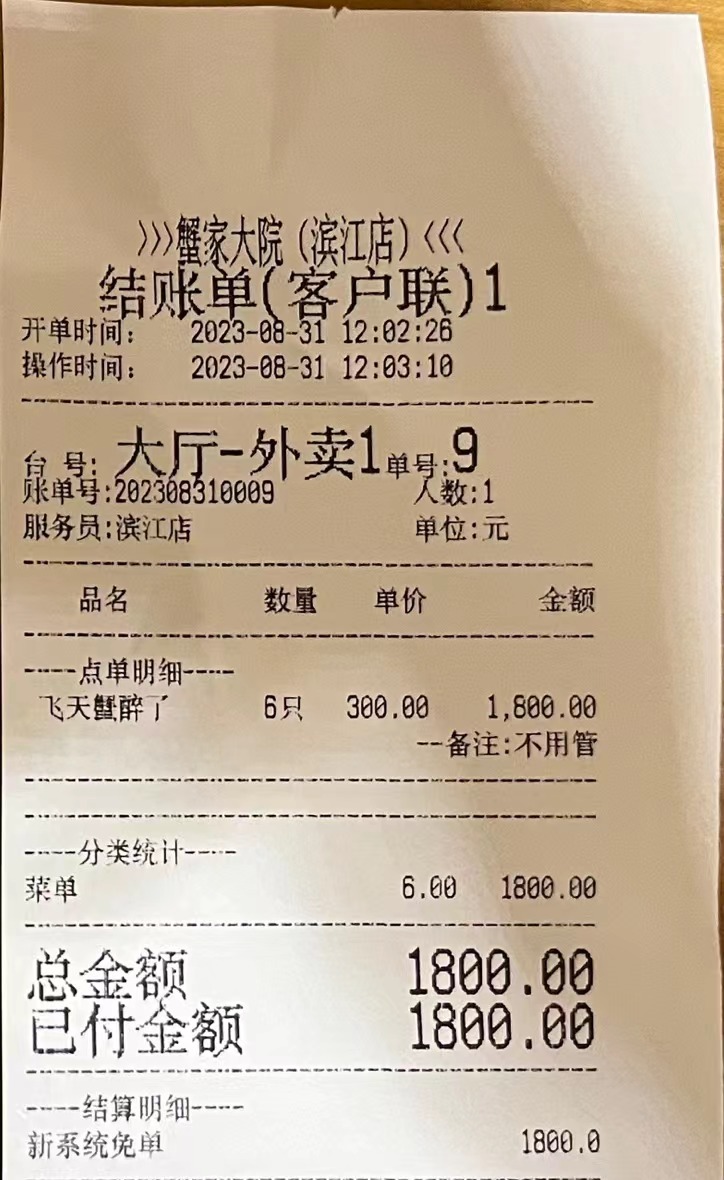 >>>蟹家大院(滨江店)<<<
结账单(客户联)1
开单时间: 2023-08-31 12:02:26
操作时间: 2023-08-31 12:03:10
台 号: 大厅-外卖1 单号:9
账单号:202308310009 人数:1
服务员:滨江店 单位:元
品名 数量 单价 金额
----点单明细----
飞天蟹醉了 6只 300.00 1,800.00
--备注:不用管
----分类统计----
菜单 6.00 1800.00
总金额 1800.00
已付金额 1800.00
----结算明细----
新系统免单 1800.0